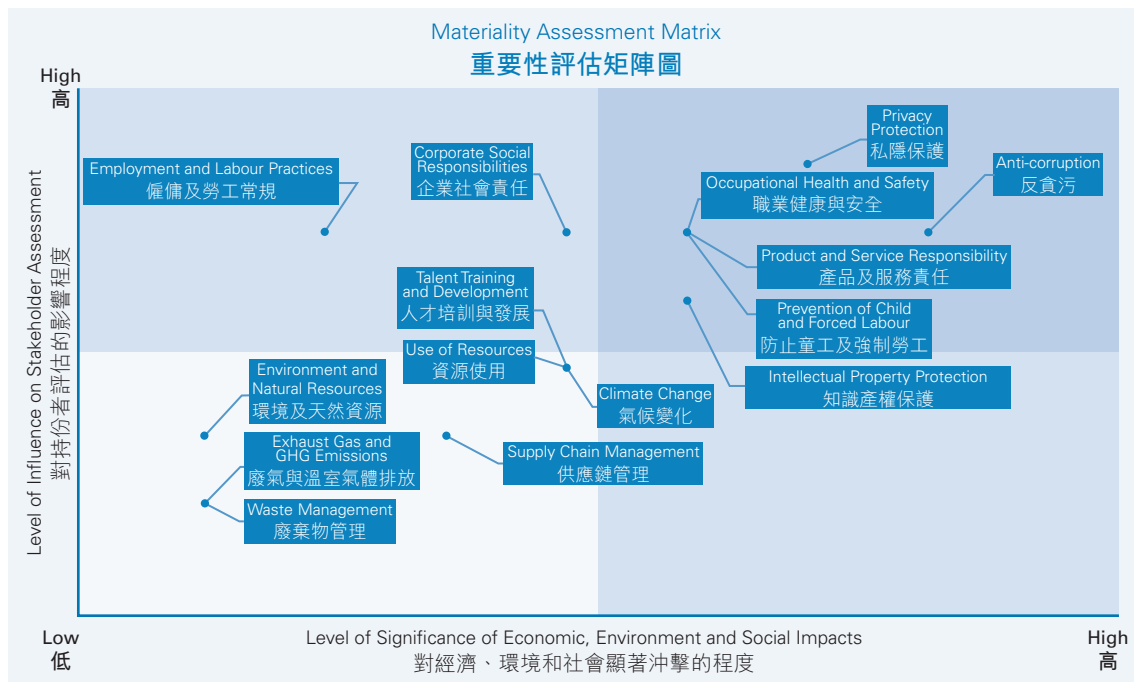 Materiality Assessment Matrix
重要性評估矩陣圖
High
高
Level of Influence on Stakeholder Assessment
對持份者評估的影響程度
Employment and Labour Practices
僱傭及勞工常規
Corporate Social
Responsibilities
企業社會責任
Privacy
Protection
私隱保護
Anti-corruption
反貪污
Occupational Health and Safety
職業健康與安全
Product and Service Responsibility
產品及服務責任
Talent Training
and Development
人才培訓與發展
Prevention of Child
and Forced Labour
防止童工及強制勞工
Use of Resources
資源使用
Environment and
Natural Resources
環境及天然資源
Intellectual Property Protection
知識產權保護
Climate Change
氣候變化
Exhaust Gas and
GHG Emissions
廢氣與溫室氣體排放
Supply Chain Management
供應鏈管理
Waste Management
廢棄物管理
Low
低
Level of Significance of Economic, Environment and Social Impacts
對經濟、環境和社會顯著沖擊的程度
High
高